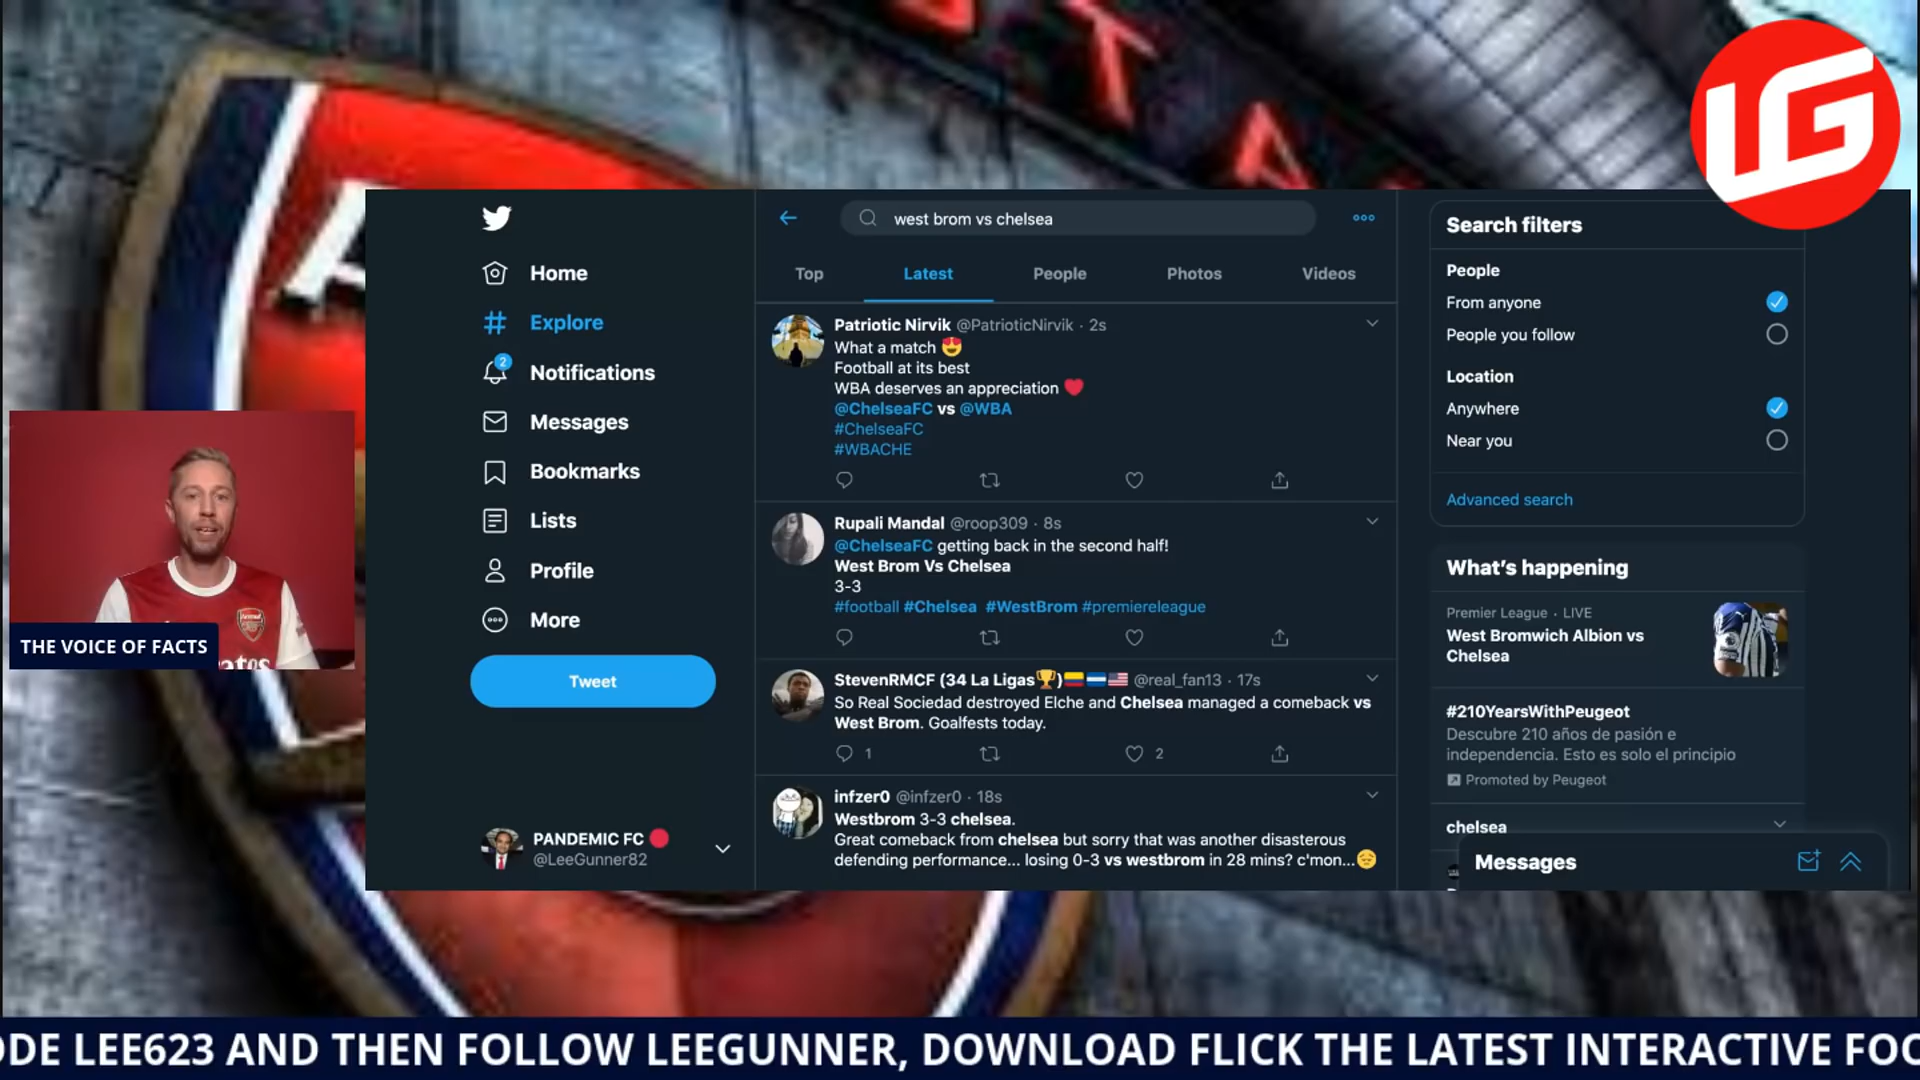 LG
west brom vs chelsea
Top
Latest
People
Photos
Videos
Home
Explore
2
Notifications
Messages
Bookmarks
Lists
Profile
More
Tweet
PANDEMIC FC
@LeeGunner82
Patriotic Nirvik @PatrioticNirvik · 2s
What a match 😍
Football at its best
WBA deserves an appreciation ❤️
@ChelseaFC vs @WBA
#ChelseaFC
#WBACHE
Rupali Mandal @roop309 · 8s
@ChelseaFC getting back in the second half!
West Brom Vs Chelsea
3-3
#football #Chelsea #WestBrom #premiereleague
StevenRMCF (34 La Ligas🏆)🇨🇴🇭🇳🇺🇸 @real_fan13 · 17s
So Real Sociedad destroyed Elche and Chelsea managed a comeback vs
West Brom. Goalfests today.
1
2
infzer0 @infzer0 · 18s
Westbrom 3-3 chelsea.
Great comeback from chelsea but sorry that was another disasterous
defending performance... losing 0-3 vs westbrom in 28 mins? c'mon...😔
Search filters
People
From anyone
People you follow
Location
Anywhere
Near you
Advanced search
What's happening
Premier League · LIVE
West Bromwich Albion vs
Chelsea
#210YearsWithPeugeot
Descubre 210 años de pasión e
independencia. Esto es solo el principio
Promoted by Peugeot
chelsea
Messages
THE VOICE OF FACTS
Arsenal
ODE LEE623 AND THEN FOLLOW LEEGUNNER, DOWNLOAD FLICK THE LATEST INTERACTIVE FOO